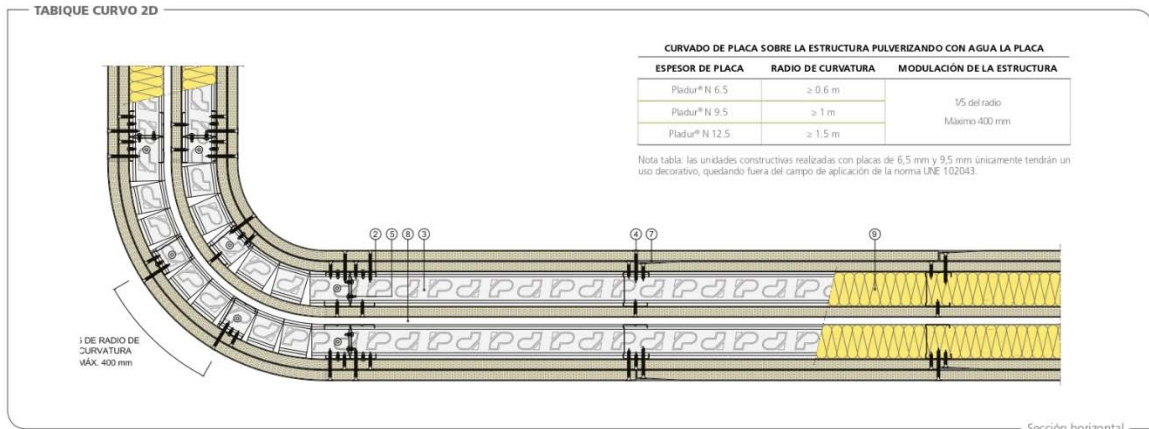 TABIQUE CURVO 2D
CURVADO DE PLACA SOBRE LA ESTRUCTURA PULVERIZANDO CON AGUA LA PLACA
ESPESOR DE PLACA RADIO DE CURVATURA MODULACIÓN DE LA ESTRUCTURA
Pladur® N 6.5 ≥ 0.6 m
Pladur® N 9.5 ≥ 1 m
Pladur® N 12.5 ≥ 1.5 m
1/5 del radio
Máximo 400 mm
Nota tabla: las unidades constructivas realizadas con placas de 6,5 mm y 9,5 mm únicamente tendrán un
uso decorativo, quedando fuera del campo de aplicación de la norma UNE 102043.
2 5 8 3 4 7 9
DE RADIO DE
CURVATURA
MÁX. 400 mm
Sección horizontal